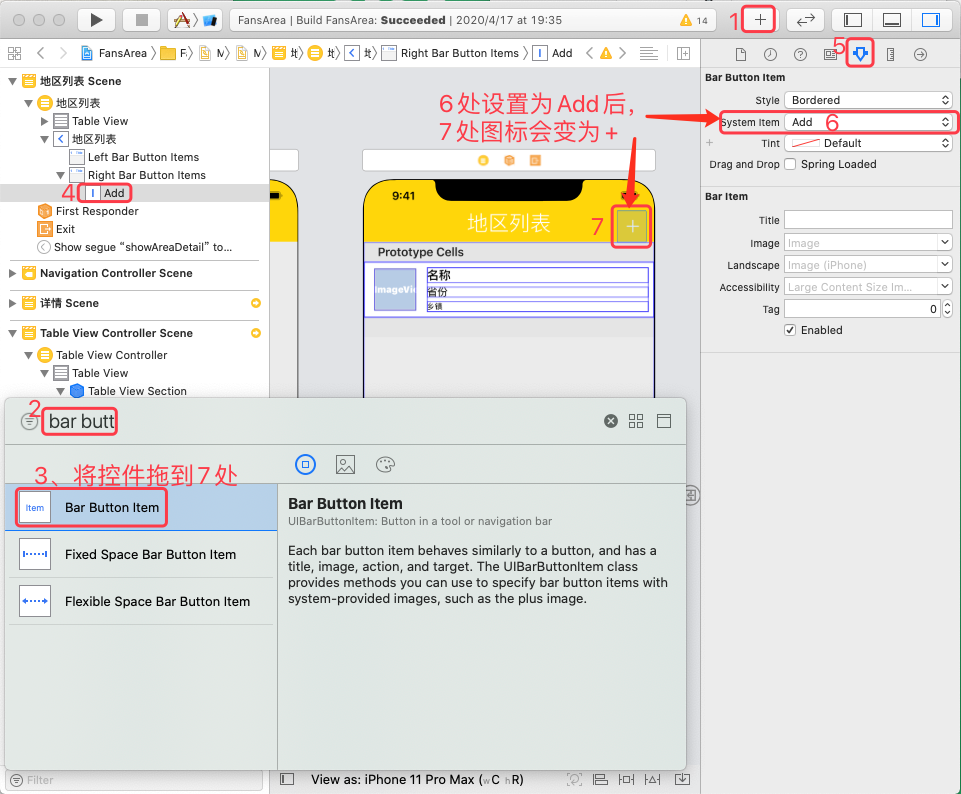 FansArea | Build FansArea: Succeeded | 2020/4/17 at 19:35
14
1
FansArea
Right Bar Button Items
Add
5
地区列表 Scene
地区列表
Table View
地区列表
Left Bar Button Items
Right Bar Button Items
4
Add
First Responder
Exit
Show segue “showAreaDetail” to...
Navigation Controller Scene
详情 Scene
Table View Controller Scene
Table View Controller
Table View
Table View Section
6处设置为Add后，
7处图标会变为+
9:41
地区列表
7
Prototype Cells
ImageVi
名称
省份
乡镇
Bar Button Item
Style
Bordered
System Item
Add
6
Tint
Default
Drag and Drop
Spring Loaded
Bar Item
Title
Image
Image
Landscape
Image (iPhone)
Accessibility
Large Content Size Im...
Tag
0
Enabled
2
bar butt
3、将控件拖到7处
Item
Bar Button Item
Fixed Space Bar Button Item
Flexible Space Bar Button Item
Bar Button Item
UIBarButtonItem: Button in a tool or navigation bar
Each bar button item behaves similarly to a button, and has a
title, image, action, and target. The UIBarButtonItem class
provides methods you can use to specify bar button items with
system-provided images, such as the plus image.
Filter
View as: iPhone 11 Pro Max (wC hR)